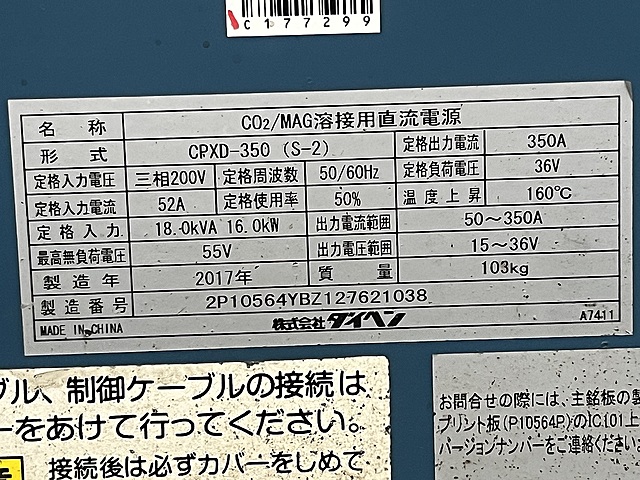 C177299
名称 CO2/MAG溶接用直流電源
形式 CPXD-350 (S-2) 定格出力電流 350A
定格入力電圧 三相200V 定格周波数 50/60Hz 定格負荷電圧 36V
定格入力電流 52A 定格使用率 50% 温度上昇 160℃
定格入力 18.0kVA 16.0kW 出力電流範囲 50~350A
最高無負荷電圧 55V 出力電圧範囲 15~36V
製造年 2017年 質量 103kg
製造番号 2P10564YBZ127621038
MADE IN CHINA 株式会社ダイヘン A7411
ブル、制御ケーブルの接続は
ーをあけて行ってください。
接続後は必ずカバーをしめて
お問合せの際には、主銘板の製
プリント板(P10564P)のIC101上
バージョンナンバーをご連絡ください